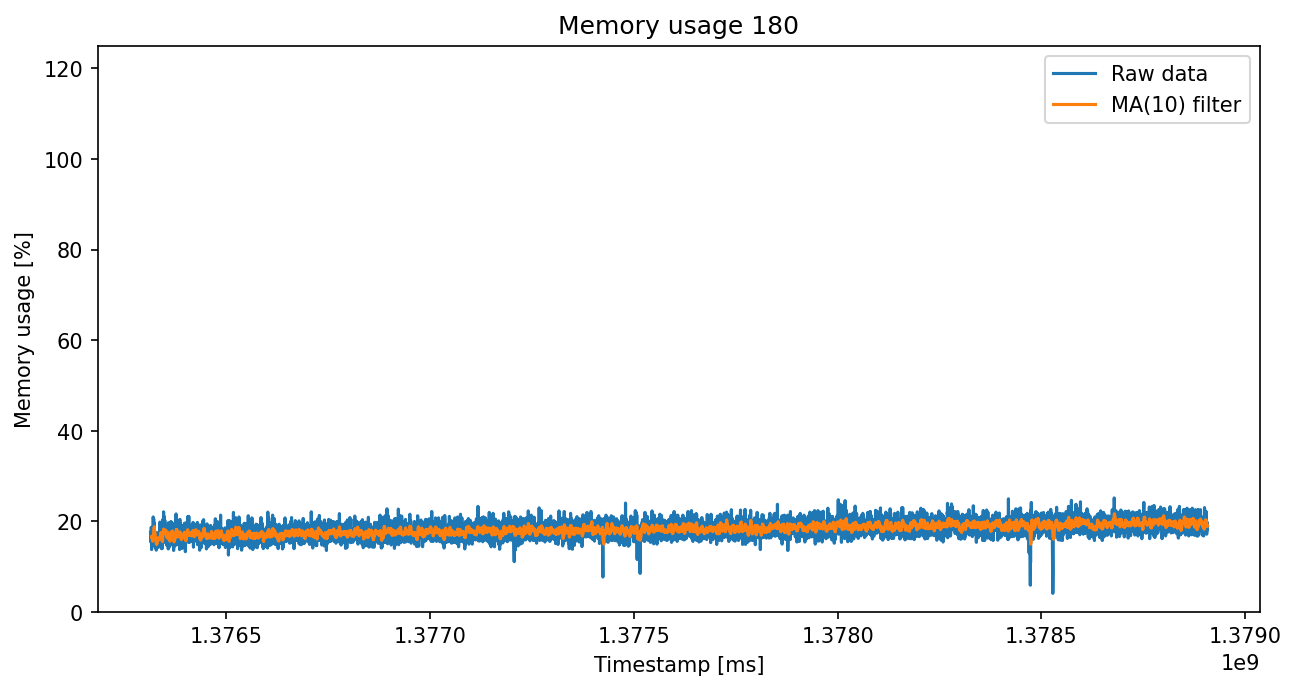 Memory usage 180
Raw data
MA(10) filter
120
100
80
60
40
20
0
Memory usage [%]
1.3765 1.3770 1.3775 1.3780 1.3785 1.3790
1e9
Timestamp [ms]